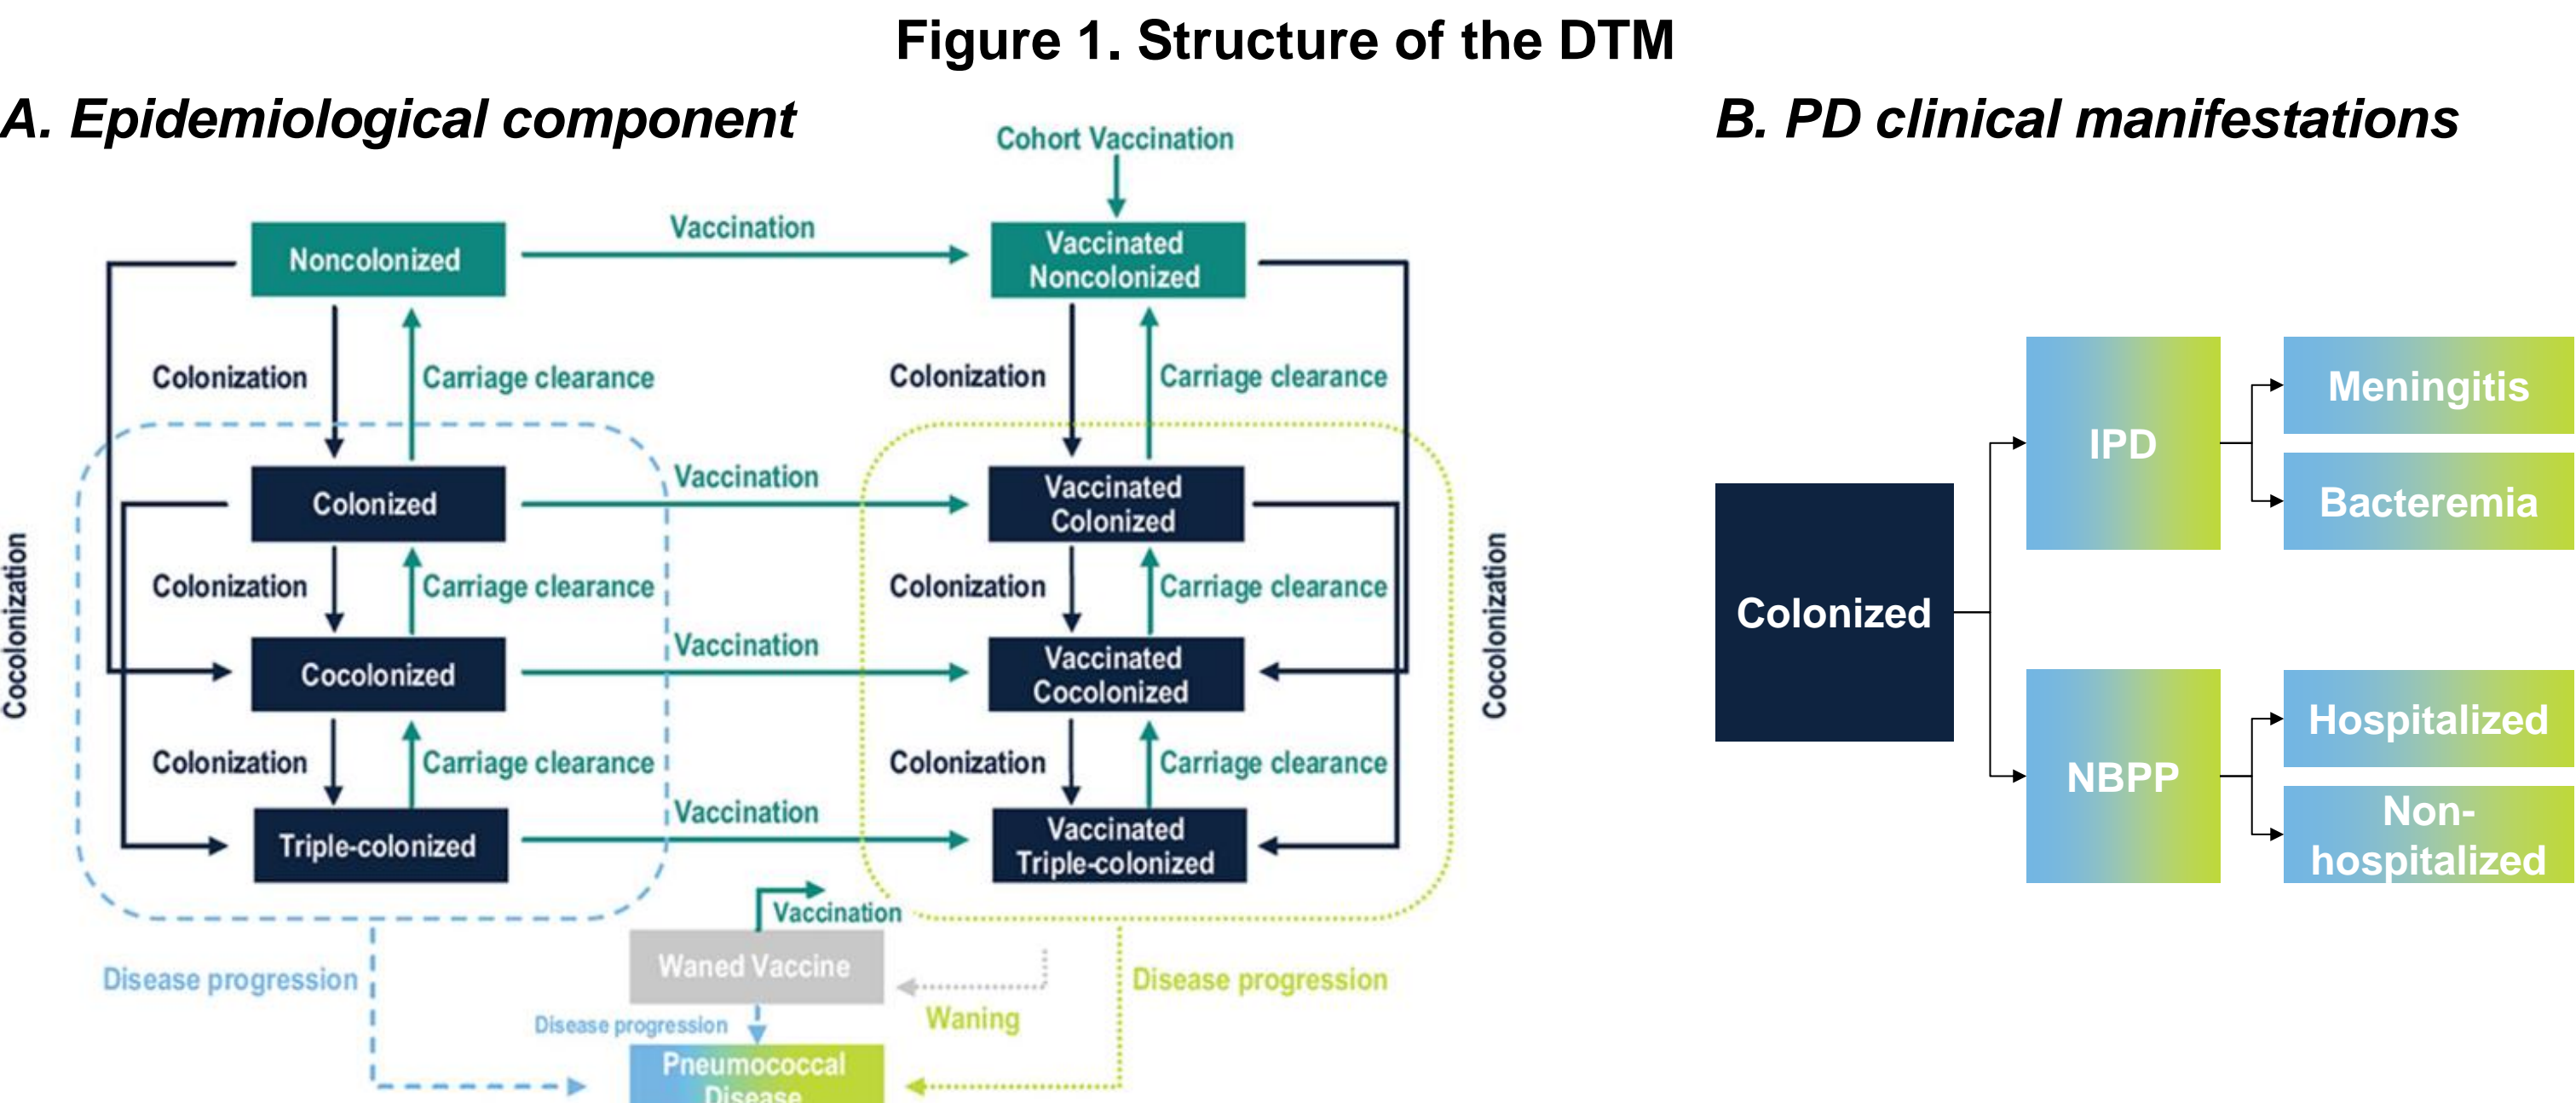 Figure 1. Structure of the DTM
A. Epidemiological component
B. PD clinical manifestations
Cohort Vaccination
Noncolonized
Vaccination
Vaccinated
Noncolonized
Colonization
Carriage clearance
Colonization
Carriage clearance
Colonized
Vaccination
Vaccinated
Colonized
Cocolonization
Colonization
Carriage clearance
Colonization
Carriage clearance
Cocolonization
Cocolonized
Vaccination
Vaccinated
Cocolonized
Colonization
Carriage clearance
Colonization
Carriage clearance
Triple-colonized
Vaccination
Vaccinated
Triple-colonized
Vaccination
Waned Vaccine
Disease progression
Disease progression
Waning
Disease progression
Pneumococcal
Disease
Colonized
IPD
Meningitis
Bacteremia
NBPP
Hospitalized
Non-
hospitalized